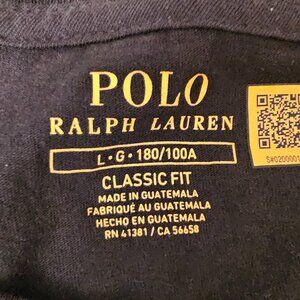 POLO
RALPH LAUREN
L • G • 180/100A
CLASSIC FIT
MADE IN GUATEMALA
FABRIQUÉ AU GUATEMALA
HECHO EN GUATEMALA
RN 41381 / CA 56658